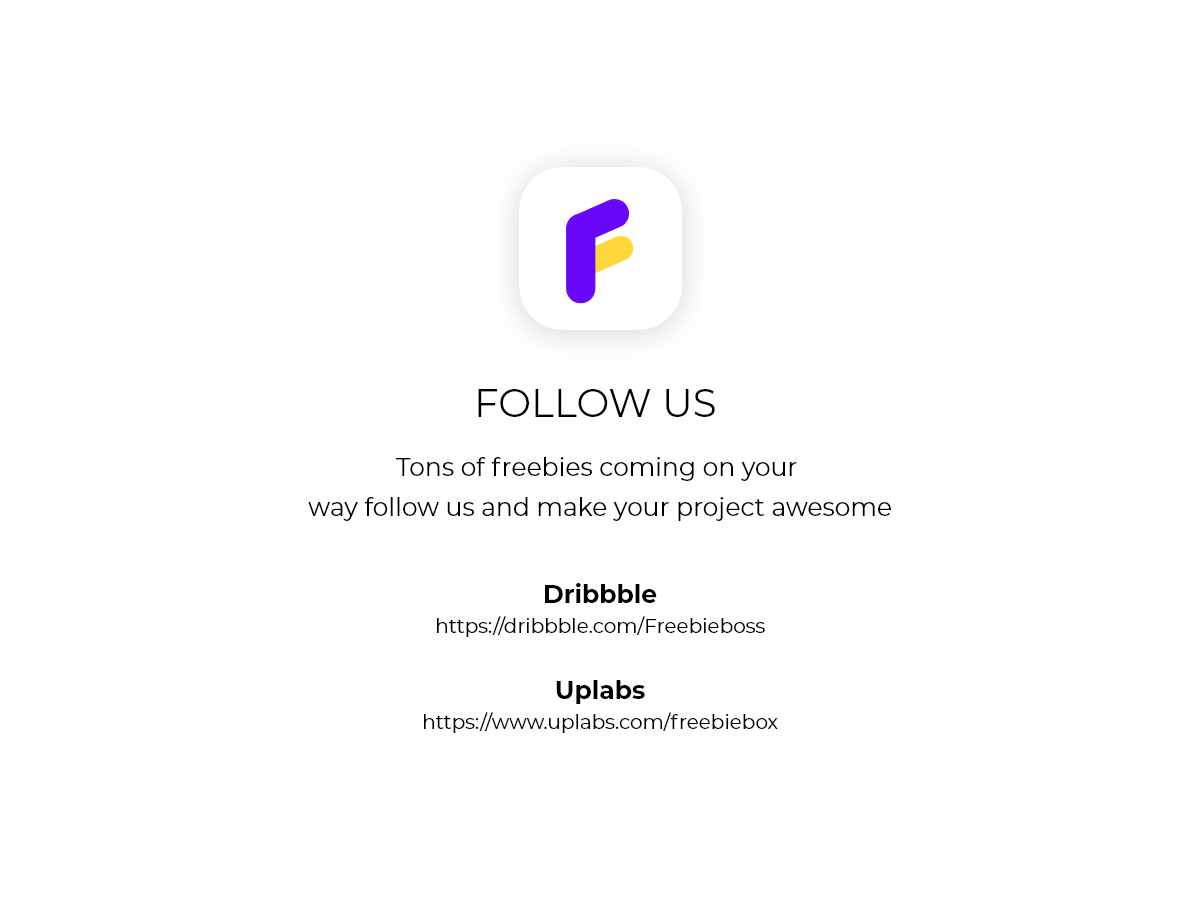 FOLLOW US
Tons of freebies coming on your
way follow us and make your project awesome
Dribbble
https://dribbble.com/Freebieboss
Uplabs
https://www.uplabs.com/freebiebox